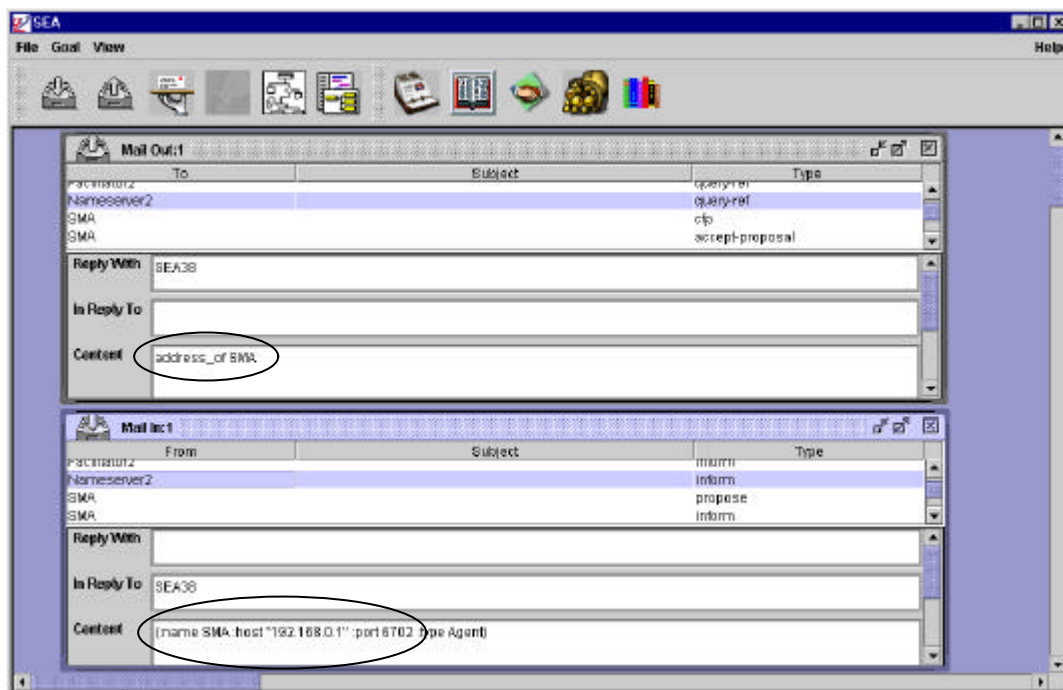 SEA
File Goal View Help
Mail Out:1
To Subject Type
Facilitator2 query-ref
Nameserver2 query-ref
SMA cfp
SMA accept-proposal
Reply With SEA38
In Reply To
Content address_of SMA
Mail In:1
From Subject Type
Facilitator2 inform
Nameserver2 inform
SMA propose
SMA inform
Reply With
In Reply To SEA38
Content (:name SMA :host "192.168.0.1" :port 6702 :type Agent)